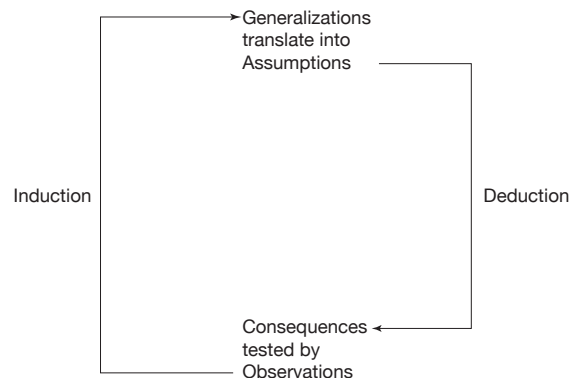 Generalizations
translate into
Assumptions
Induction
Deduction
Consequences
tested by
Observations